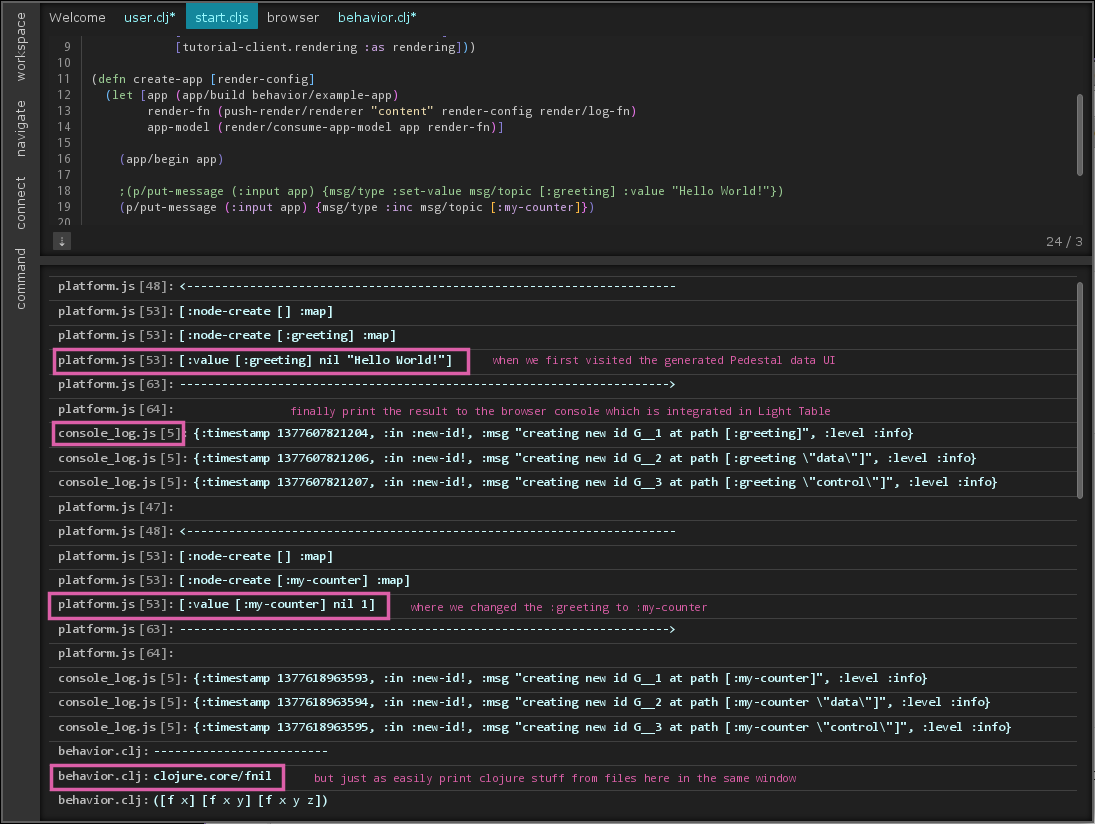 workspace
navigate
connect
command
Welcome user.clj* start.cljs browser behavior.clj*
9 [tutorial-client.rendering :as rendering]))
10
11 (defn create-app [render-config]
12 (let [app (app/build behavior/example-app)
13 render-fn (push-render/renderer "content" render-config render/log-fn)
14 app-model (render/consume-app-model app render-fn)]
15
16 (app/begin app)
17
18 ;(p/put-message (:input app) {msg/type :set-value msg/topic [:greeting] :value "Hello World!"})
19 (p/put-message (:input app) {msg/type :inc msg/topic [:my-counter]})
20
↓ 24 / 3
platform.js [48]: <----------------------------------------------------------------------
platform.js [53]: [:node-create [] :map]
platform.js [53]: [:node-create [:greeting] :map]
platform.js [53]: [:value [:greeting] nil "Hello World!"] when we first visited the generated Pedestal data UI
platform.js [63]: ---------------------------------------------------------------------->
platform.js [64]: finally print the result to the browser console which is integrated in Light Table
console_log.js [5]: {:timestamp 1377607821204, :in :new-id!, :msg "creating new id G__1 at path [:greeting]", :level :info}
console_log.js [5]: {:timestamp 1377607821206, :in :new-id!, :msg "creating new id G__2 at path [:greeting \"data\"]", :level :info}
console_log.js [5]: {:timestamp 1377607821207, :in :new-id!, :msg "creating new id G__3 at path [:greeting \"control\"]", :level :info}
platform.js [47]:
platform.js [48]: <----------------------------------------------------------------------
platform.js [53]: [:node-create [] :map]
platform.js [53]: [:node-create [:my-counter] :map]
platform.js [53]: [:value [:my-counter] nil 1] where we changed the :greeting to :my-counter
platform.js [63]: ---------------------------------------------------------------------->
platform.js [64]:
console_log.js [5]: {:timestamp 1377618963593, :in :new-id!, :msg "creating new id G__1 at path [:my-counter]", :level :info}
console_log.js [5]: {:timestamp 1377618963594, :in :new-id!, :msg "creating new id G__2 at path [:my-counter \"data\"]", :level :info}
console_log.js [5]: {:timestamp 1377618963595, :in :new-id!, :msg "creating new id G__3 at path [:my-counter \"control\"]", :level :info}
behavior.clj: -------------------------
behavior.clj: clojure.core/fnil but just as easily print clojure stuff from files here in the same window
behavior.clj: ([f x] [f x y] [f x y z])